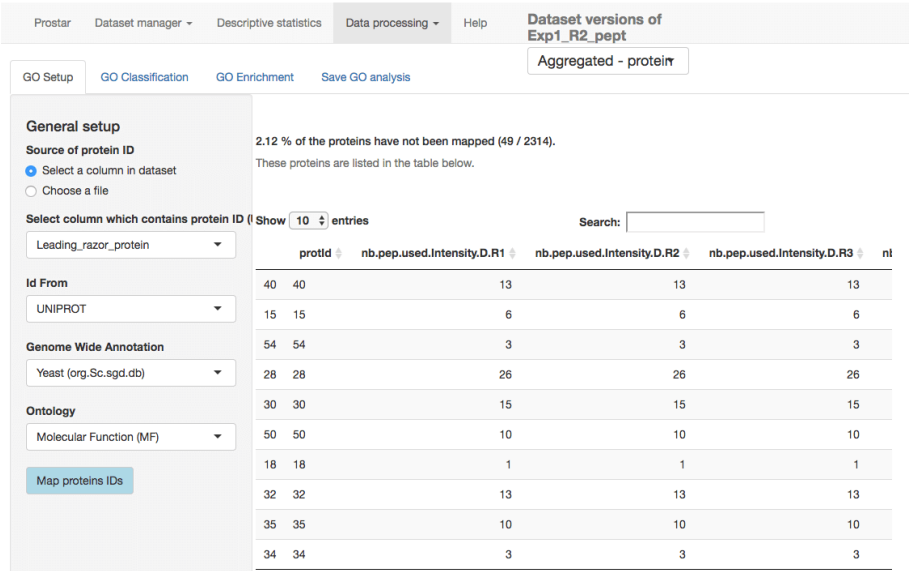 Prostar Dataset manager Descriptive statistics Data processing Help
Dataset versions of
Exp1_R2_pept
Aggregated - protein
GO Setup GO Classification GO Enrichment Save GO analysis
General setup
Source of protein ID
Select a column in dataset
Choose a file
Select column which contains protein ID (
Leading_razor_protein
Id From
UNIPROT
Genome Wide Annotation
Yeast (org.Sc.sgd.db)
Ontology
Molecular Function (MF)
Map proteins IDs
2.12 % of the proteins have not been mapped (49 / 2314).
These proteins are listed in the table below.
Show 10 entries Search:
protId nb.pep.used.Intensity.D.R1 nb.pep.used.Intensity.D.R2 nb.pep.used.Intensity.D.R3
40 40 13 13 13
15 15 6 6 6
54 54 3 3 3
28 28 26 26 26
30 30 15 15 15
50 50 10 10 10
18 18 1 1 1
32 32 13 13 13
35 35 10 10 10
34 34 3 3 3